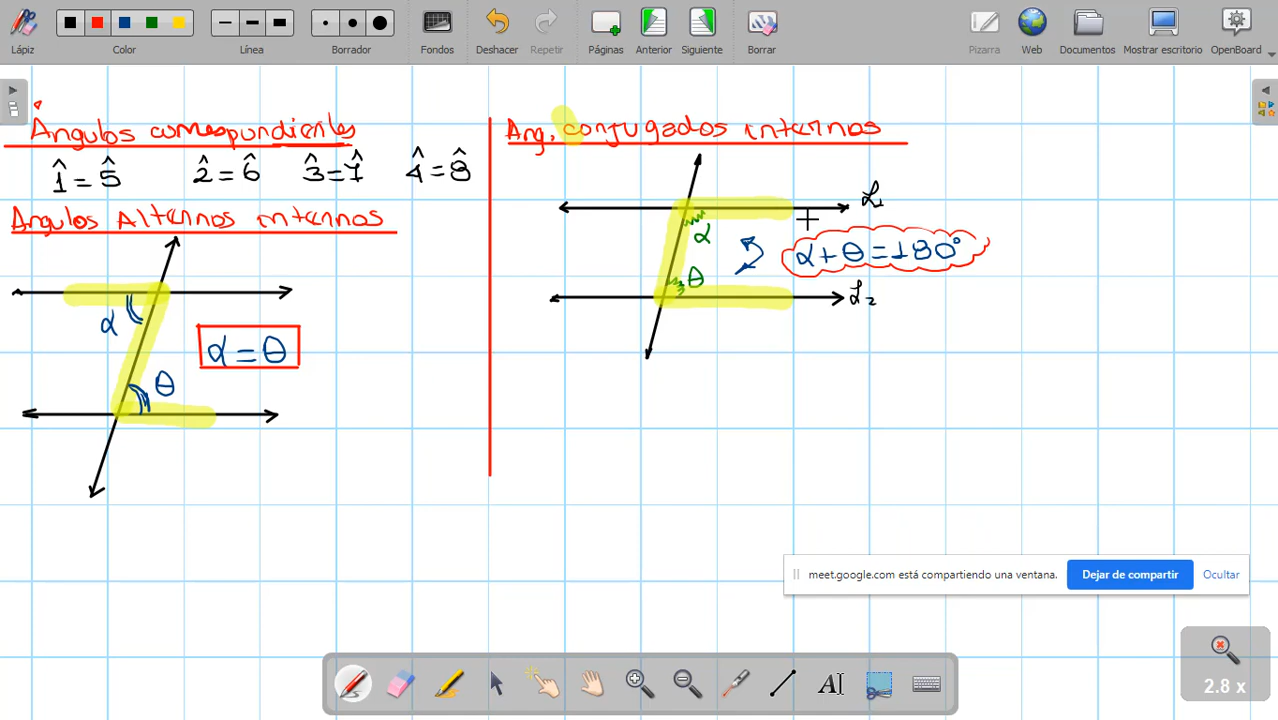 Lápiz
Color
Línea
Borrador
Fondos
Deshacer
Repetir
Páginas
Anterior
Siguiente
Borrar
Pizarra
Web
Documentos
Mostrar escritorio
OpenBoard
Ángulos correspondientes
1̂ = 5̂ 2̂ = 6̂ 3̂ = 7̂ 4̂ = 8̂
Angulos Alternos internos
α
θ
α = θ
Ang. conjugados internos
L1
α
θ
α + θ = 180°
L2
meet.google.com está compartiendo una ventana.
Dejar de compartir
Ocultar
AI
2.8 x